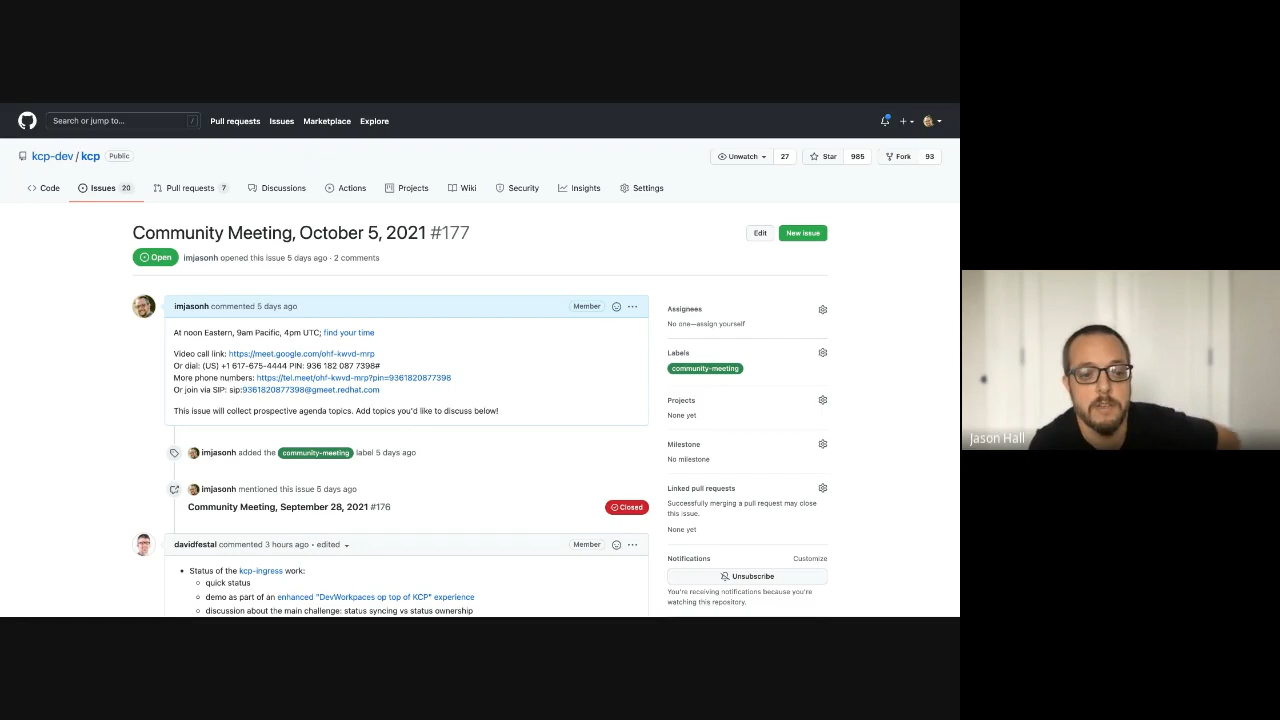 Search or jump to... /
Pull requests Issues Marketplace Explore
kcp-dev / kcp Public
Unwatch 27 Star 985 Fork 93
Code Issues 20 Pull requests 7 Discussions Actions Projects Wiki Security Insights Settings
Community Meeting, October 5, 2021 #177
Edit New issue
Open imjasonh opened this issue 5 days ago · 2 comments
imjasonh commented 5 days ago Member
At noon Eastern, 9am Pacific, 4pm UTC; find your time
Video call link: https://meet.google.com/ohf-kwvd-mrp
Or dial: (US) +1 617-675-4444 PIN: 936 182 087 7398#
More phone numbers: https://tel.meet/ohf-kwvd-mrp?pin=9361820877398
Or join via SIP: sip:9361820877398@gmeet.redhat.com
This issue will collect prospective agenda topics. Add topics you'd like to discuss below!
imjasonh added the community-meeting label 5 days ago
imjasonh mentioned this issue 5 days ago
Community Meeting, September 28, 2021 #176
Closed
davidfestal commented 3 hours ago • edited Member
Status of the kcp-ingress work:
quick status
demo as part of an enhanced "DevWorkpaces op top of KCP" experience
discussion about the main challenge: status syncing vs status ownership
Assignees
No one—assign yourself
Labels
community-meeting
Projects
None yet
Milestone
No milestone
Linked pull requests
Successfully merging a pull request may close
this issue.
None yet
Notifications Customize
Unsubscribe
You're receiving notifications because you're
watching this repository.
Jason Hall